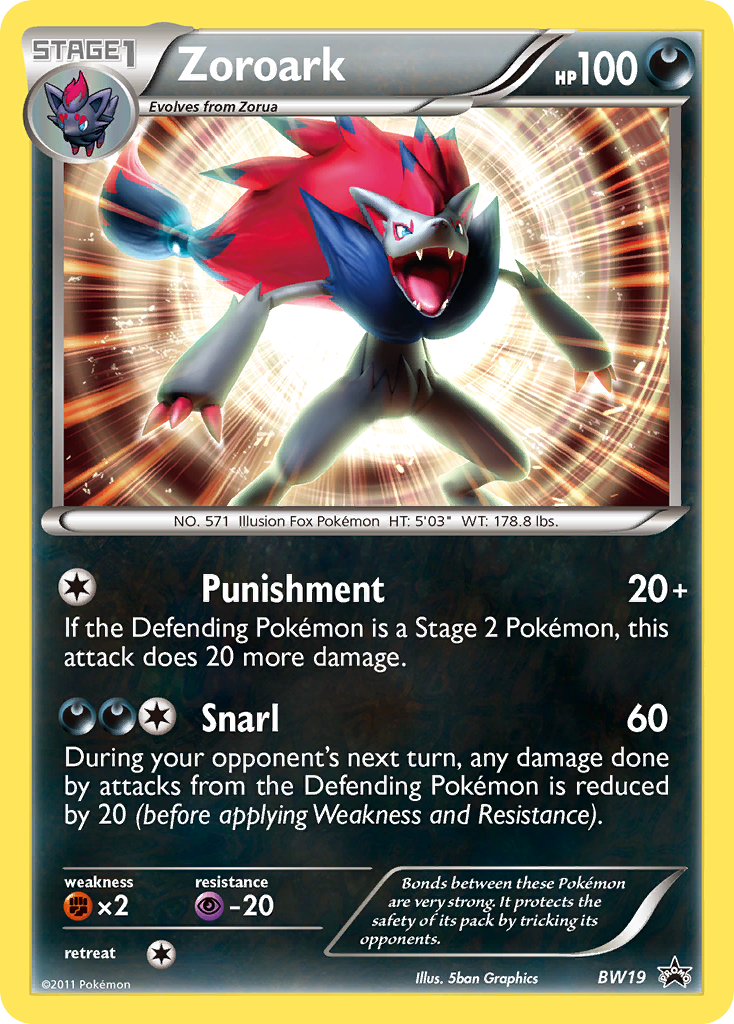 STAGE1
Zoroark
HP100
Evolves from Zorua
NO. 571 Illusion Fox Pokémon HT: 5'03" WT: 178.8 lbs.
Punishment 20+
If the Defending Pokémon is a Stage 2 Pokémon, this
attack does 20 more damage.
Snarl 60
During your opponent's next turn, any damage done
by attacks from the Defending Pokémon is reduced
by 20 (before applying Weakness and Resistance).
weakness resistance
×2 -20
retreat
Bonds between these Pokémon
are very strong. It protects the
safety of its pack by tricking its
opponents.
©2011 Pokémon
Illus. 5ban Graphics
BW19 PROMO